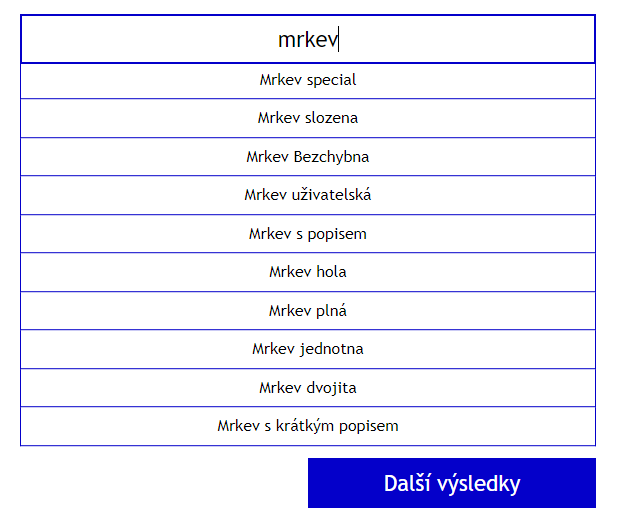 mrkev
Mrkev special
Mrkev slozena
Mrkev Bezchybna
Mrkev uživatelská
Mrkev s popisem
Mrkev hola
Mrkev plná
Mrkev jednotna
Mrkev dvojita
Mrkev s krátkým popisem
Další výsledky